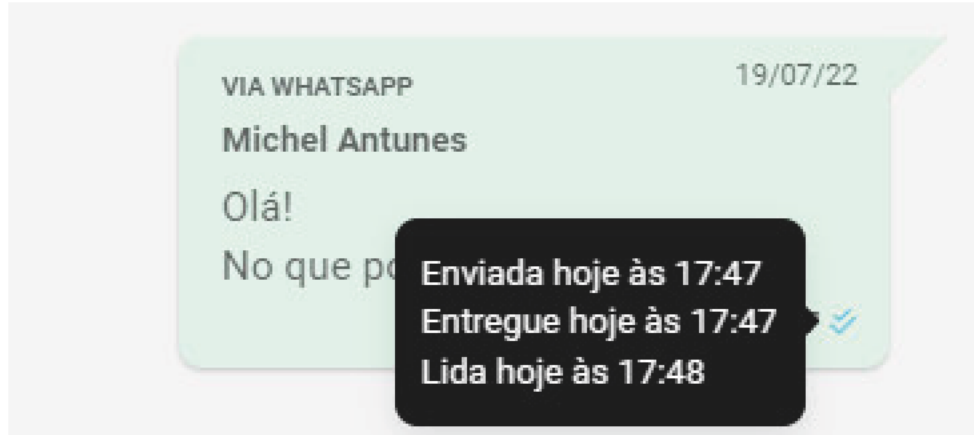 VIA WHATSAPP
19/07/22
Michel Antunes
Olá!
No que
Enviada hoje às 17:47
Entregue hoje às 17:47
Lida hoje às 17:48